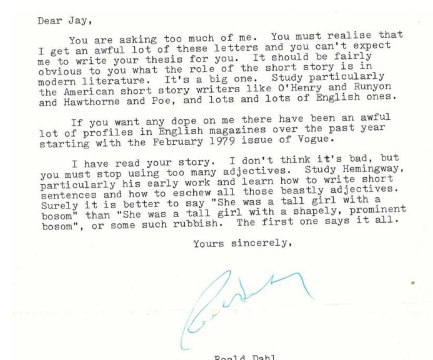 Dear Jay,
You are asking too much of me. You must realise that
I get an awful lot of these letters and you can't expect
me to write your thesis for you. It should be fairly
obvious to you what the role of the short story is in
modern literature. It's a big one. Study particularly
the American short story writers like O'Henry and Runyon
and Hawthorne and Poe, and lots and lots of English ones.
If you want any dope on me there have been an awful
lot of profiles in English magazines over the past year
starting with the February 1979 issue of Vogue.
I have read your story. I don't think it's bad, but
you must stop using too many adjectives. Study Hemingway,
particularly his early work and learn how to write short
sentences and how to eschew all those beastly adjectives.
Surely it is better to say "She was a tall girl with a
bosom" than "She was a tall girl with a shapely, prominent
bosom", or some such rubbish. The first one says it all.
Yours sincerely,
Roald Dahl